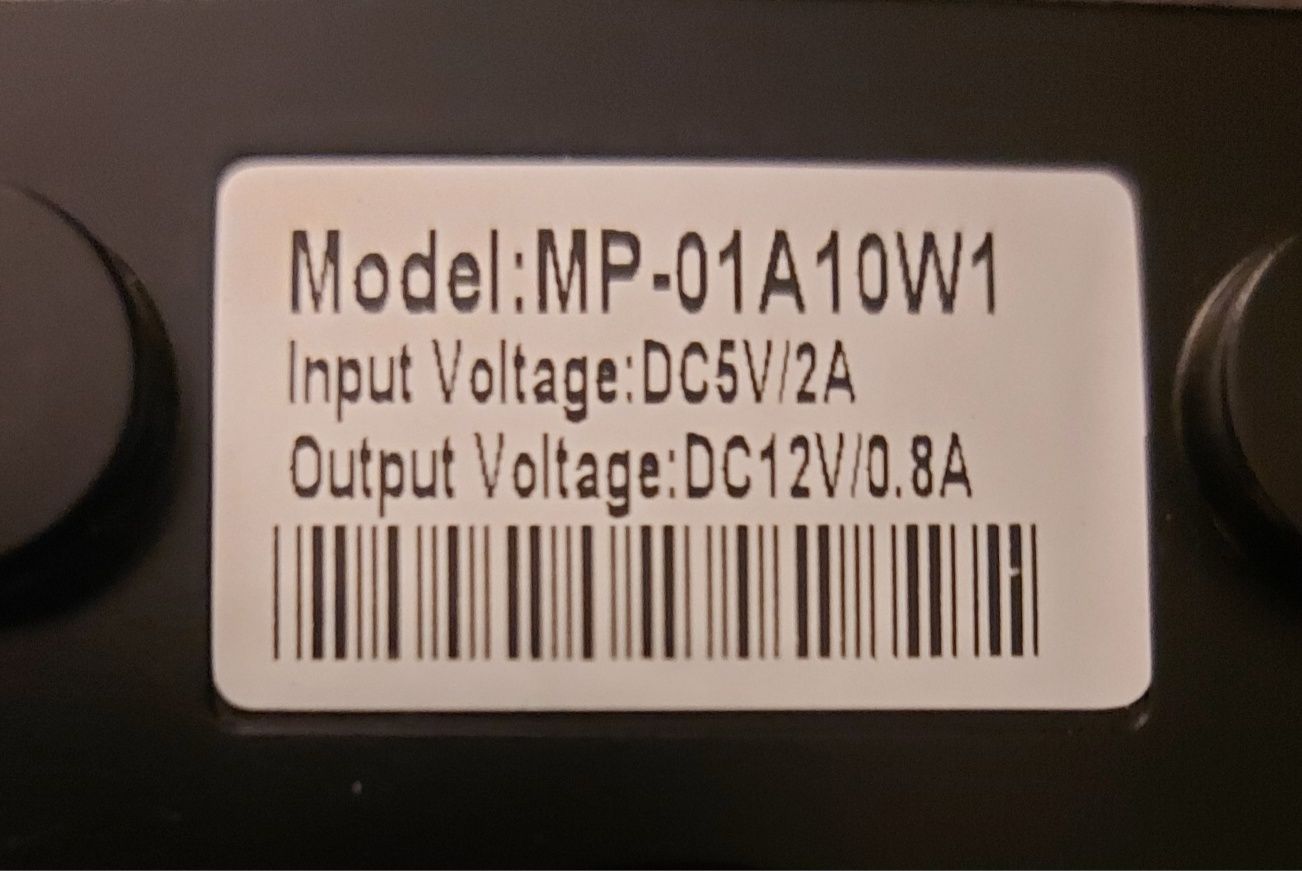 Model:MP-01A10W1
Input Voltage:DC5V/2A
Output Voltage:DC12V/0.8A